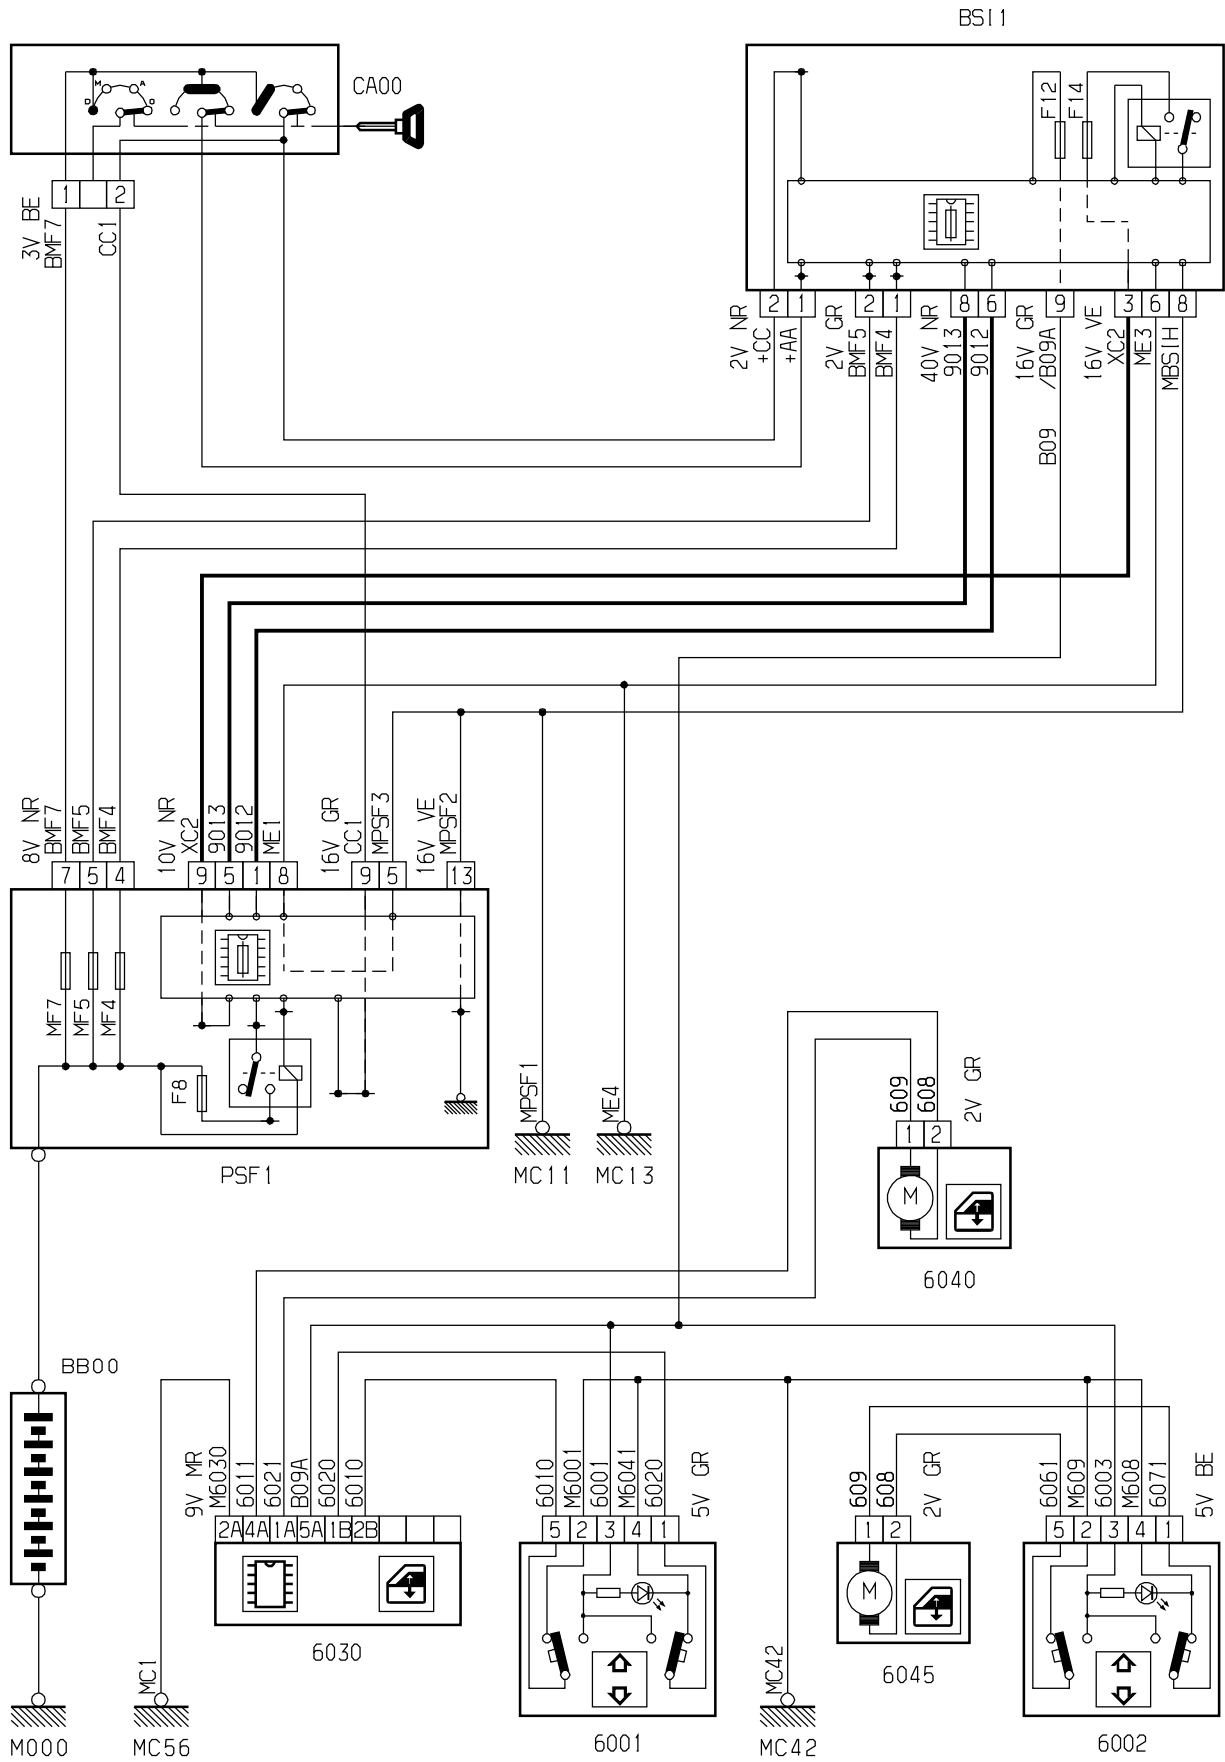 BSI1
CA00
M A
D O
F12 F14
1 2
3V BE
BMF7
CC1
2 1 2 1 8 6 9 3 6 8
2V NR
+CC
+AA
2V GR
BMF5
BMF4
40V NR
9013
9012
16V GR
/B09A
16V VE
XC2
ME3
MBSIH
B09
8V NR
BMF7
BMF5
BMF4
10V NR
XC2
9013
9012
ME1
16V GR
CC1
MPSF3
16V VE
MPSF2
7 5 4 9 5 1 8 9 5 13
MF7
MF5
MF4
F8
PSF1
MPSF1
MC11
ME4
MC13
609
608
2V GR
1 2
M
6040
BB00
M000
MC1
MC56
9V MR
M6030
6011
6021
B09A
6020
6010
2A 4A 1A 5A 1B 2B
6030
6010
M6001
6001
M6041
6020
5V GR
5 2 3 4 1
6001
MC42
MC42
609
608
2V GR
1 2
M
6045
6061
M609
6003
M608
6071
5V BE
5 2 3 4 1
6002